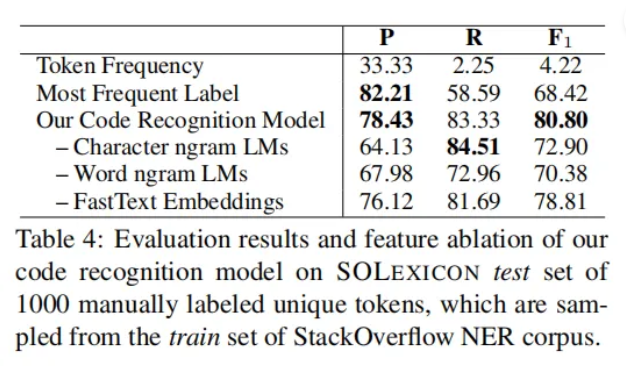 P R F1
Token Frequency 33.33 2.25 4.22
Most Frequent Label 82.21 58.59 68.42
Our Code Recognition Model 78.43 83.33 80.80
– Character ngram LMs 64.13 84.51 72.90
– Word ngram LMs 67.98 72.96 70.38
– FastText Embeddings 76.12 81.69 78.81
Table 4: Evaluation results and feature ablation of our
code recognition model on SOLEXICON test set of
1000 manually labeled unique tokens, which are sam-
pled from the train set of StackOverflow NER corpus.